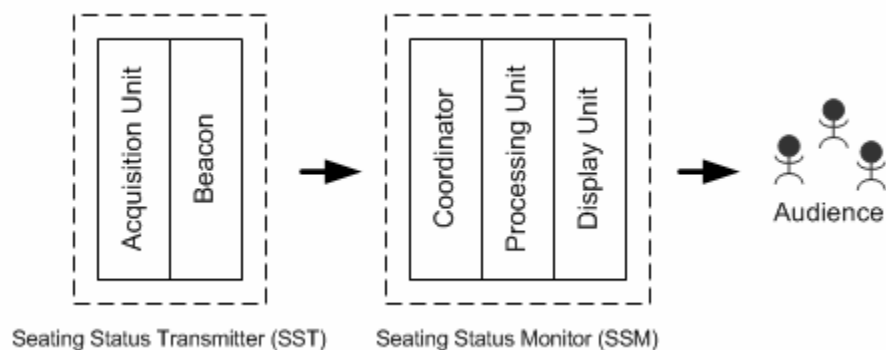 Acquisition Unit
Beacon
Coordinator
Processing Unit
Display Unit
Audience
Seating Status Transmitter (SST)
Seating Status Monitor (SSM)